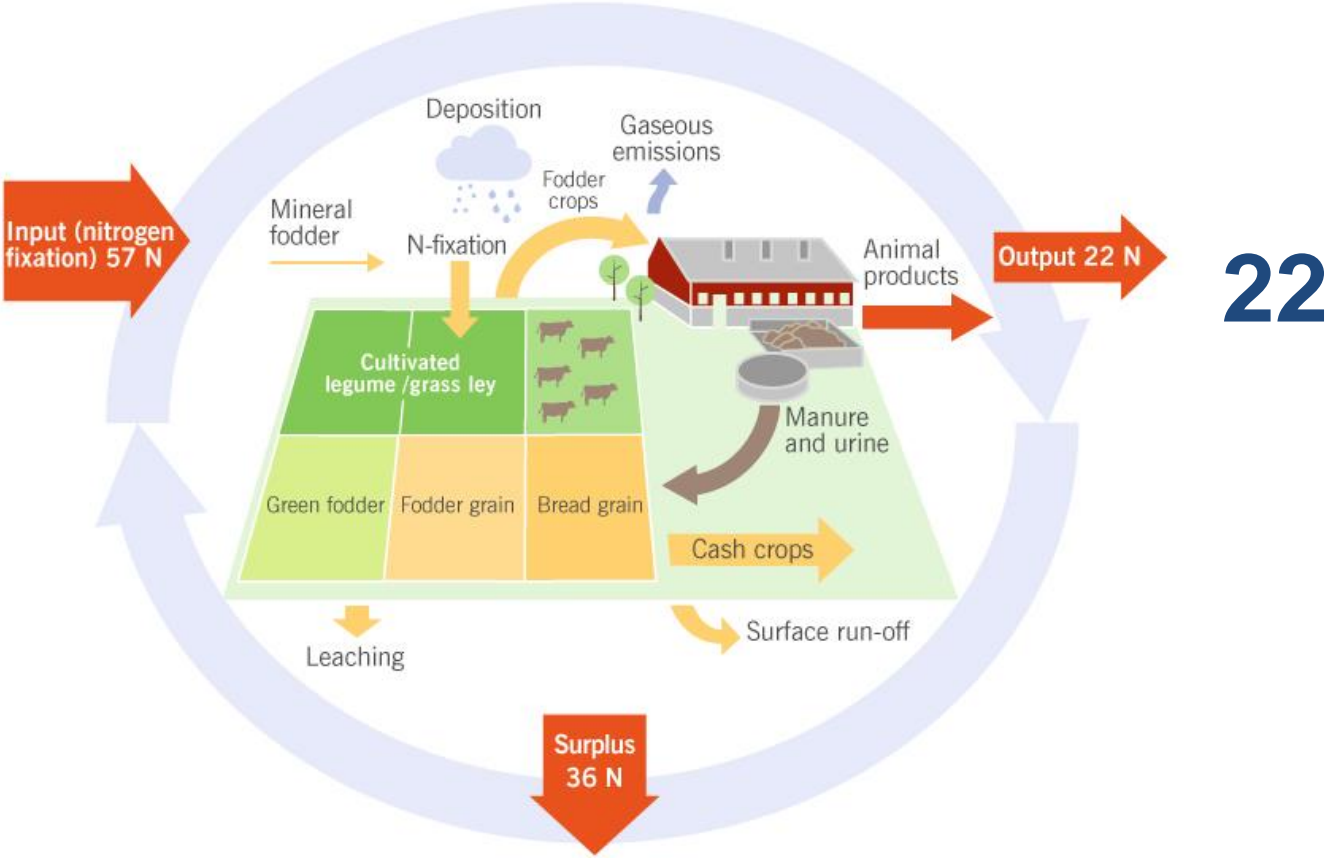 Deposition
Gaseous
emissions
Fodder
crops
Mineral
fodder
N-fixation
Input (nitrogen
fixation) 57 N
Animal
products
Output 22 N
22
Cultivated
legume /grass ley
Manure
and urine
Green fodder
Fodder grain
Bread grain
Cash crops
Surface run-off
Leaching
Surplus
36 N